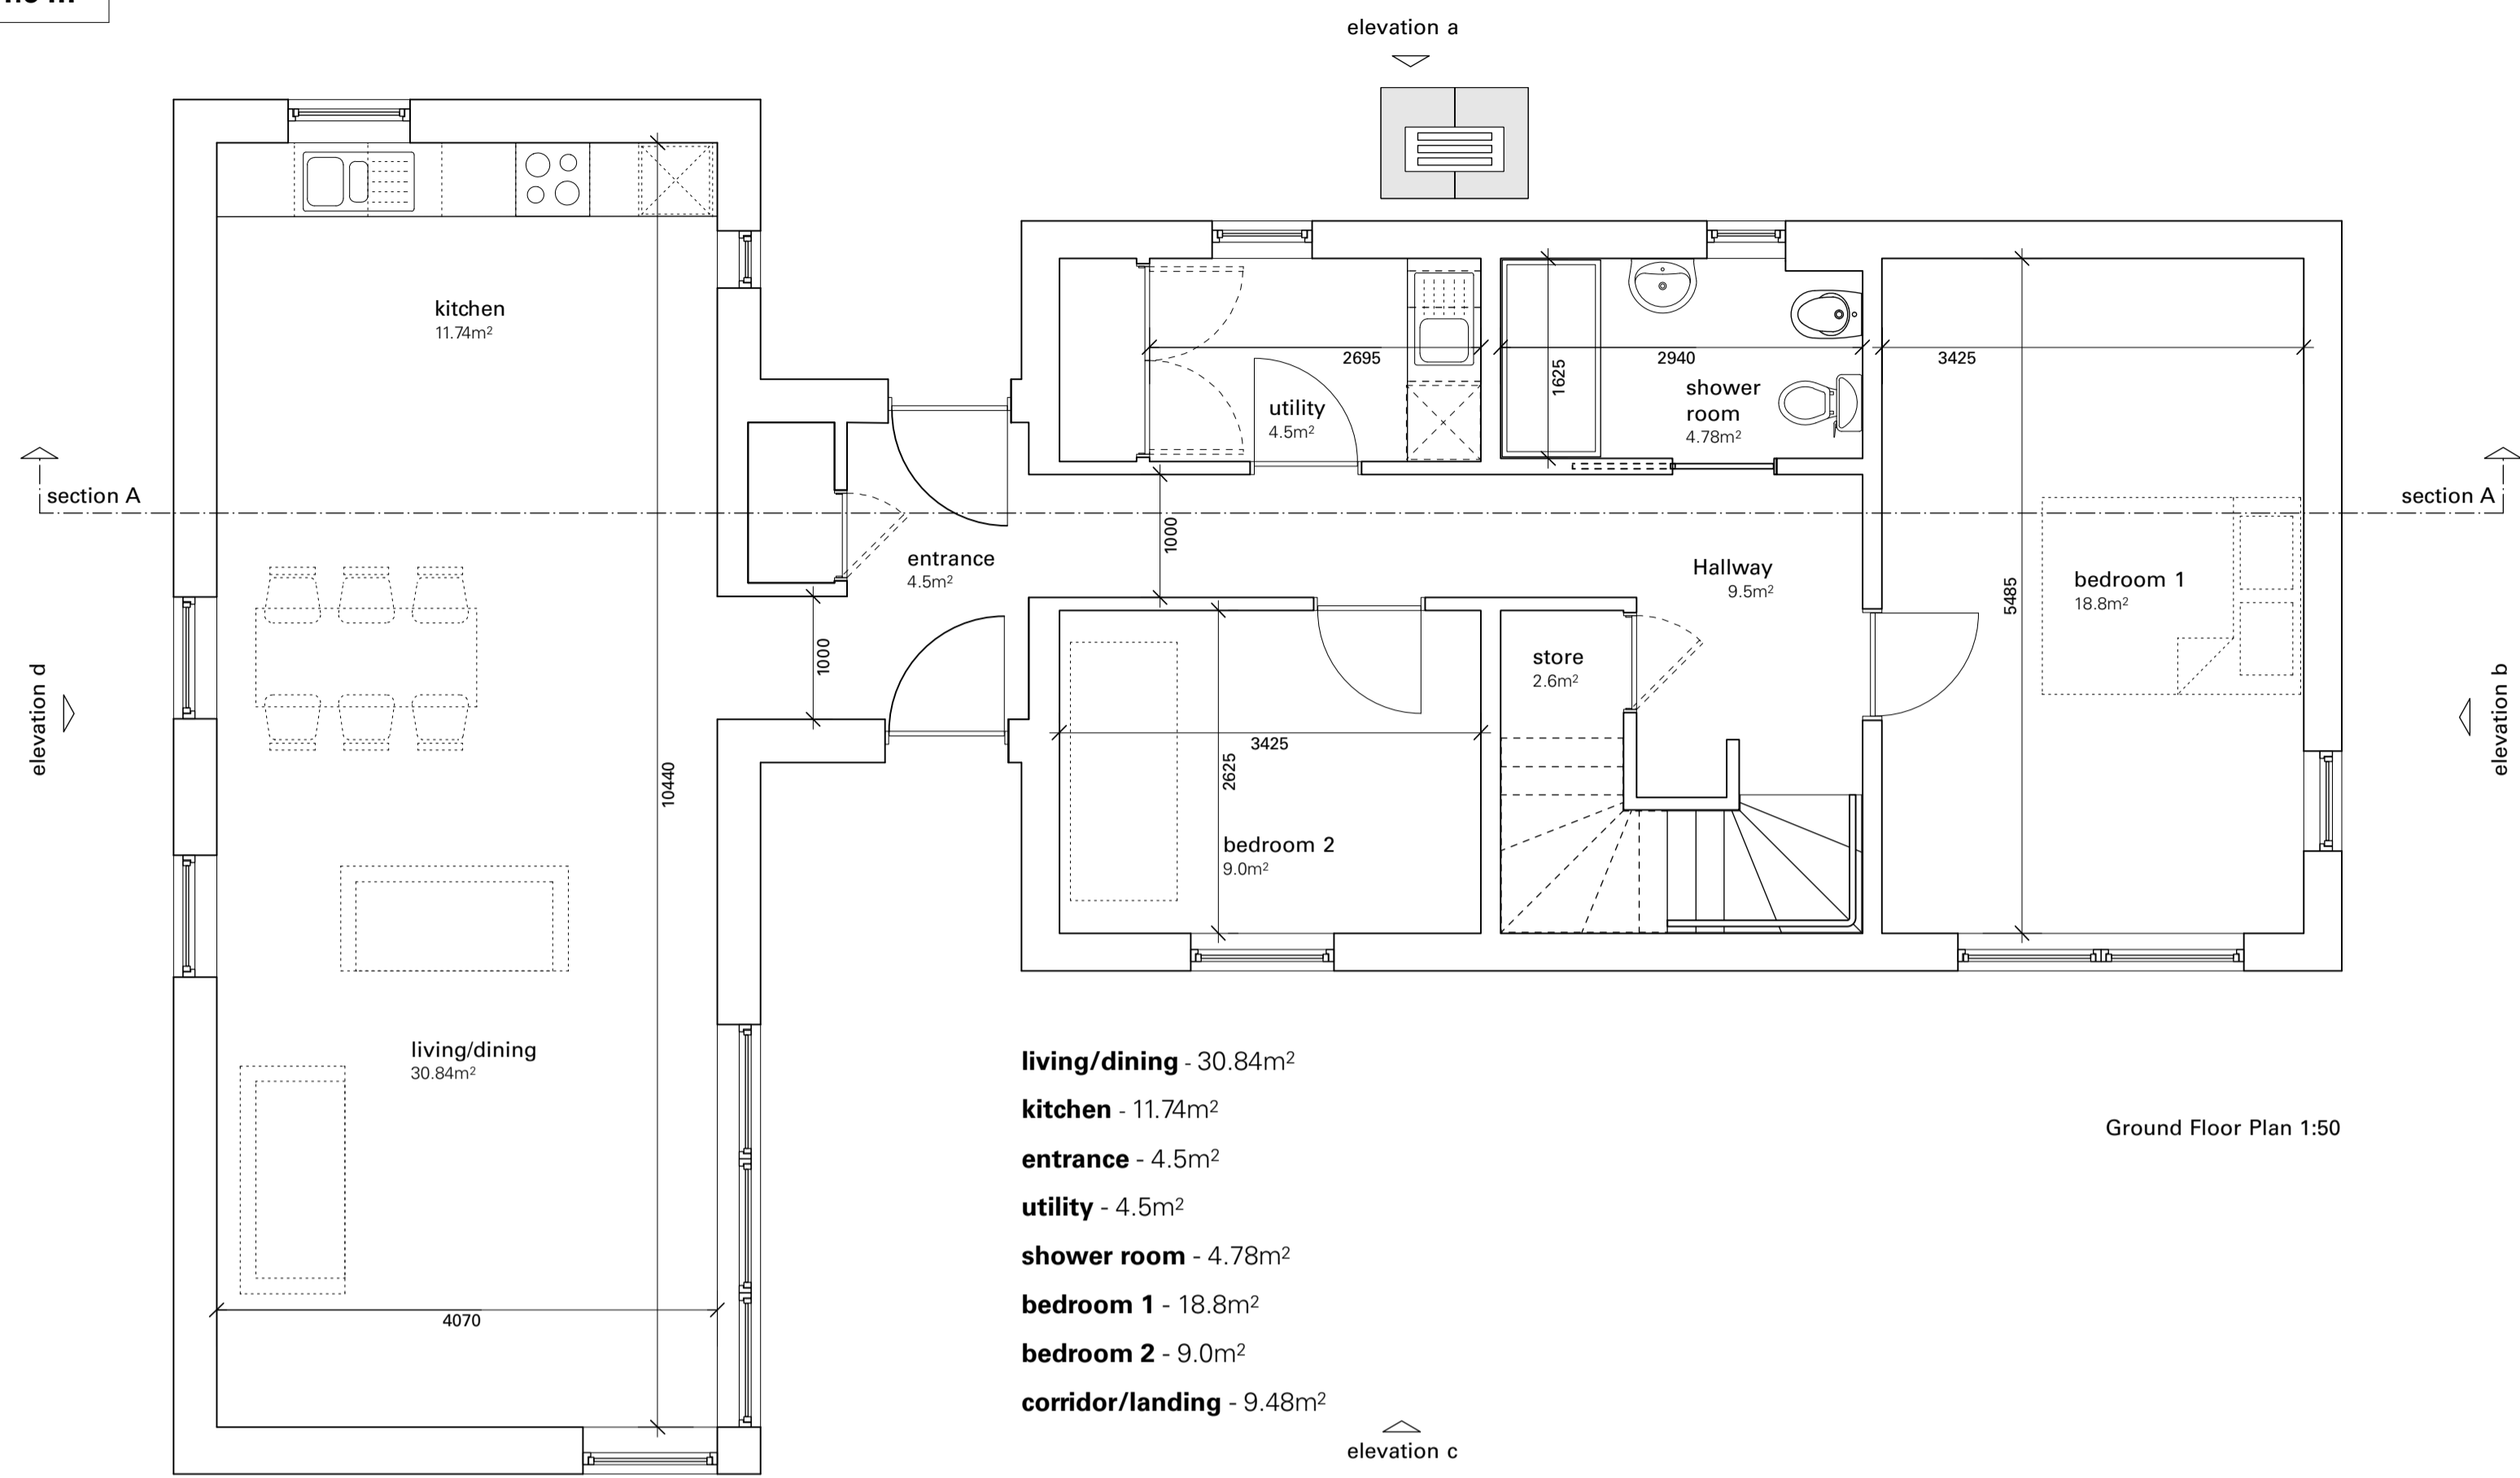 elevation a
kitchen
11.74m²
2695
1625
2940
3425
shower
room
4.78m²
utility
4.5m²
section A
section A
entrance
4.5m²
1000
Hallway
9.5m²
5485
bedroom 1
18.8m²
1000
store
2.6m²
elevation d
elevation b
10440
3425
2625
bedroom 2
9.0m²
living/dining
30.84m²
4070
living/dining - 30.84m²
kitchen - 11.74m²
entrance - 4.5m²
utility - 4.5m²
shower room - 4.78m²
bedroom 1 - 18.8m²
bedroom 2 - 9.0m²
corridor/landing - 9.48m²
Ground Floor Plan 1:50
elevation c